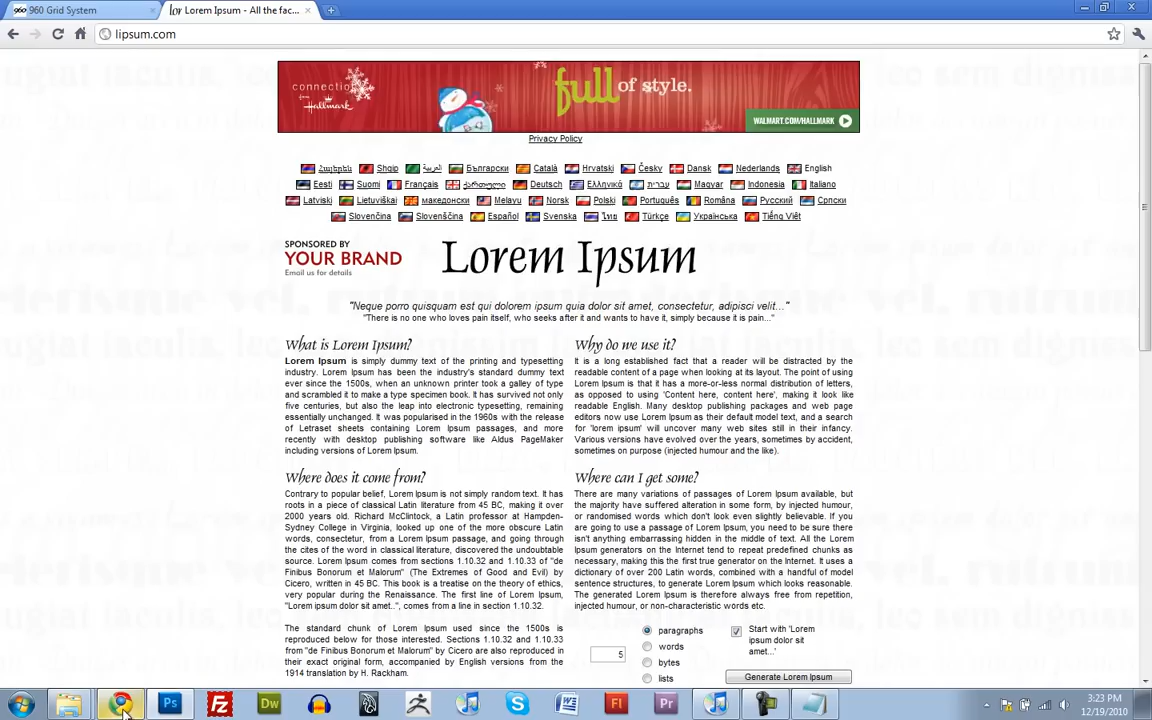 960 Grid System
Lorem Ipsum - All the fac...
lipsum.com
connections
from Hallmark
full of style.
WALMART.COM/HALLMARK
Privacy Policy
Հայերեն Shqip العربية Български Català Hrvatski Česky Dansk Nederlands English
Eesti Suomi Français ქართული Deutsch Ελληνικά עברית Magyar Indonesia Italiano
Latviski Lietuviškai македонски Melayu Norsk Polski Português Româna Русский Српски
Slovenčina Slovenščina Español Svenska ไทย Türkçe Українська Tiếng Việt
SPONSORED BY
YOUR BRAND
Email us for details
Lorem Ipsum
"Neque porro quisquam est qui dolorem ipsum quia dolor sit amet, consectetur, adipisci velit..."
"There is no one who loves pain itself, who seeks after it and wants to have it, simply because it is pain..."
What is Lorem Ipsum?
Lorem Ipsum is simply dummy text of the printing and typesetting
industry. Lorem Ipsum has been the industry's standard dummy text
ever since the 1500s, when an unknown printer took a galley of type
and scrambled it to make a type specimen book. It has survived not only
five centuries, but also the leap into electronic typesetting, remaining
essentially unchanged. It was popularised in the 1960s with the release
of Letraset sheets containing Lorem Ipsum passages, and more
recently with desktop publishing software like Aldus PageMaker
including versions of Lorem Ipsum.
Why do we use it?
It is a long established fact that a reader will be distracted by the
readable content of a page when looking at its layout. The point of using
Lorem Ipsum is that it has a more-or-less normal distribution of letters,
as opposed to using 'Content here, content here', making it look like
readable English. Many desktop publishing packages and web page
editors now use Lorem Ipsum as their default model text, and a search
for 'lorem ipsum' will uncover many web sites still in their infancy.
Various versions have evolved over the years, sometimes by accident,
sometimes on purpose (injected humour and the like).
Where does it come from?
Contrary to popular belief, Lorem Ipsum is not simply random text. It has
roots in a piece of classical Latin literature from 45 BC, making it over
2000 years old. Richard McClintock, a Latin professor at Hampden-
Sydney College in Virginia, looked up one of the more obscure Latin
words, consectetur, from a Lorem Ipsum passage, and going through
the cites of the word in classical literature, discovered the undoubtable
source. Lorem Ipsum comes from sections 1.10.32 and 1.10.33 of "de
Finibus Bonorum et Malorum" (The Extremes of Good and Evil) by
Cicero, written in 45 BC. This book is a treatise on the theory of ethics,
very popular during the Renaissance. The first line of Lorem Ipsum,
"Lorem ipsum dolor sit amet..", comes from a line in section 1.10.32.
The standard chunk of Lorem Ipsum used since the 1500s is
reproduced below for those interested. Sections 1.10.32 and 1.10.33
from "de Finibus Bonorum et Malorum" by Cicero are also reproduced in
their exact original form, accompanied by English versions from the
1914 translation by H. Rackham.
Where can I get some?
There are many variations of passages of Lorem Ipsum available, but
the majority have suffered alteration in some form, by injected humour,
or randomised words which don't look even slightly believable. If you
are going to use a passage of Lorem Ipsum, you need to be sure there
isn't anything embarrassing hidden in the middle of text. All the Lorem
Ipsum generators on the Internet tend to repeat predefined chunks as
necessary, making this the first true generator on the Internet. It uses a
dictionary of over 200 Latin words, combined with a handful of model
sentence structures, to generate Lorem Ipsum which looks reasonable.
The generated Lorem Ipsum is therefore always free from repetition,
injected humour, or non-characteristic words etc.
5
paragraphs
words
bytes
lists
Start with 'Lorem
ipsum dolor sit
amet...'
Generate Lorem Ipsum
Ps
Fz
Dw
Fl
Pr
3:23 PM
12/19/2010